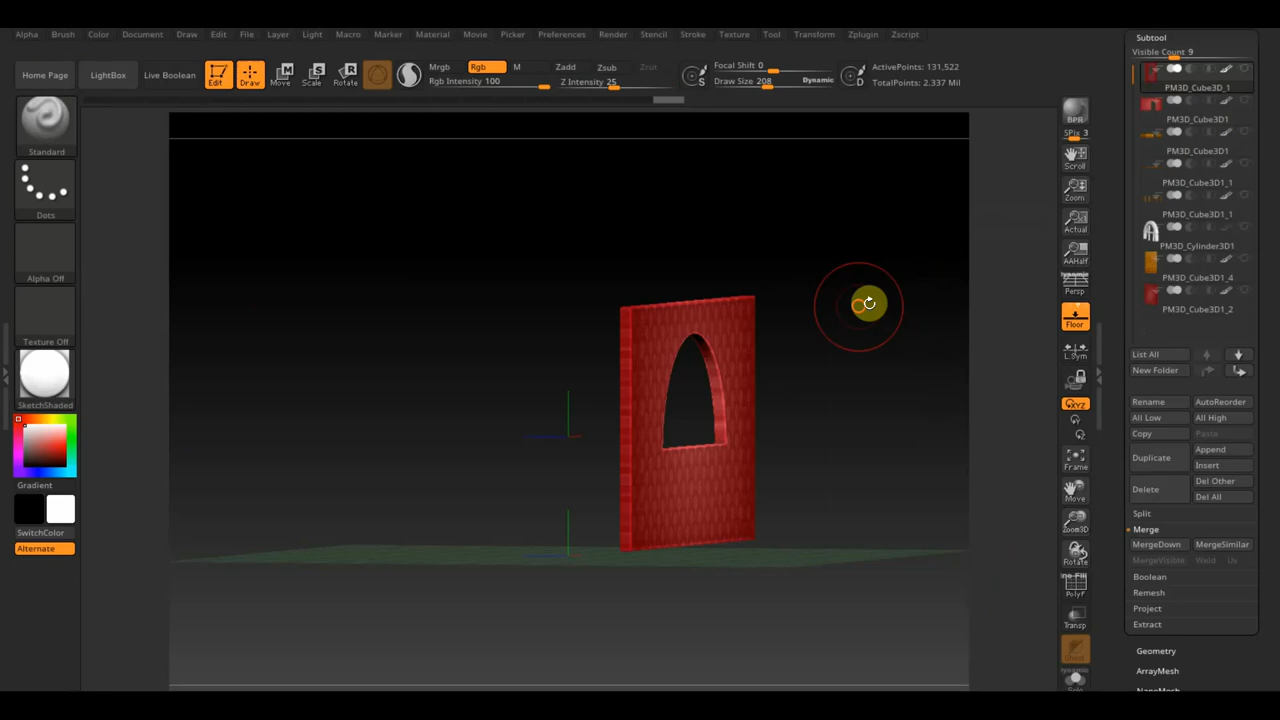 Alpha Brush Color Document Draw Edit File Layer Light Macro Marker Material Movie Picker Preferences Render Stencil Stroke Texture Tool Transform Zplugin Zscript
Home Page
LightBox
Live Boolean
Edit
Draw
Move
Scale
Rotate
Mrgb
Rgb
M
Rgb Intensity 100
Zadd
Zsub
Zcut
Z Intensity 25
S
Focal Shift 0
Draw Size 208
Dynamic
D
ActivePoints: 131,522
TotalPoints: 2.337 Mil
Standard
Dots
Alpha Off
Texture Off
SketchShaded
Gradient
SwitchColor
Alternate
BPR
SPix 3
Scroll
Zoom
Actual
AAHalf
Persp
Floor
L.Sym
XYZ
Y
Z
Frame
Move
Zoom3D
Rotate
PolyF
Transp
Ghost
Solo
Subtool
Visible Count 9
PM3D_Cube3D_1
PM3D_Cube3D1
PM3D_Cube3D1
PM3D_Cube3D1_1
PM3D_Cube3D1_1
PM3D_Cylinder3D1
PM3D_Cube3D1_4
PM3D_Cube3D1_2
List All
New Folder
Rename AutoReorder
All Low All High
Copy Paste
Duplicate Append
Insert
Delete Del Other
Del All
Split
Merge
MergeDown MergeSimilar
MergeVisible Weld Uv
Boolean
Remesh
Project
Extract
Geometry
ArrayMesh
NanoMesh